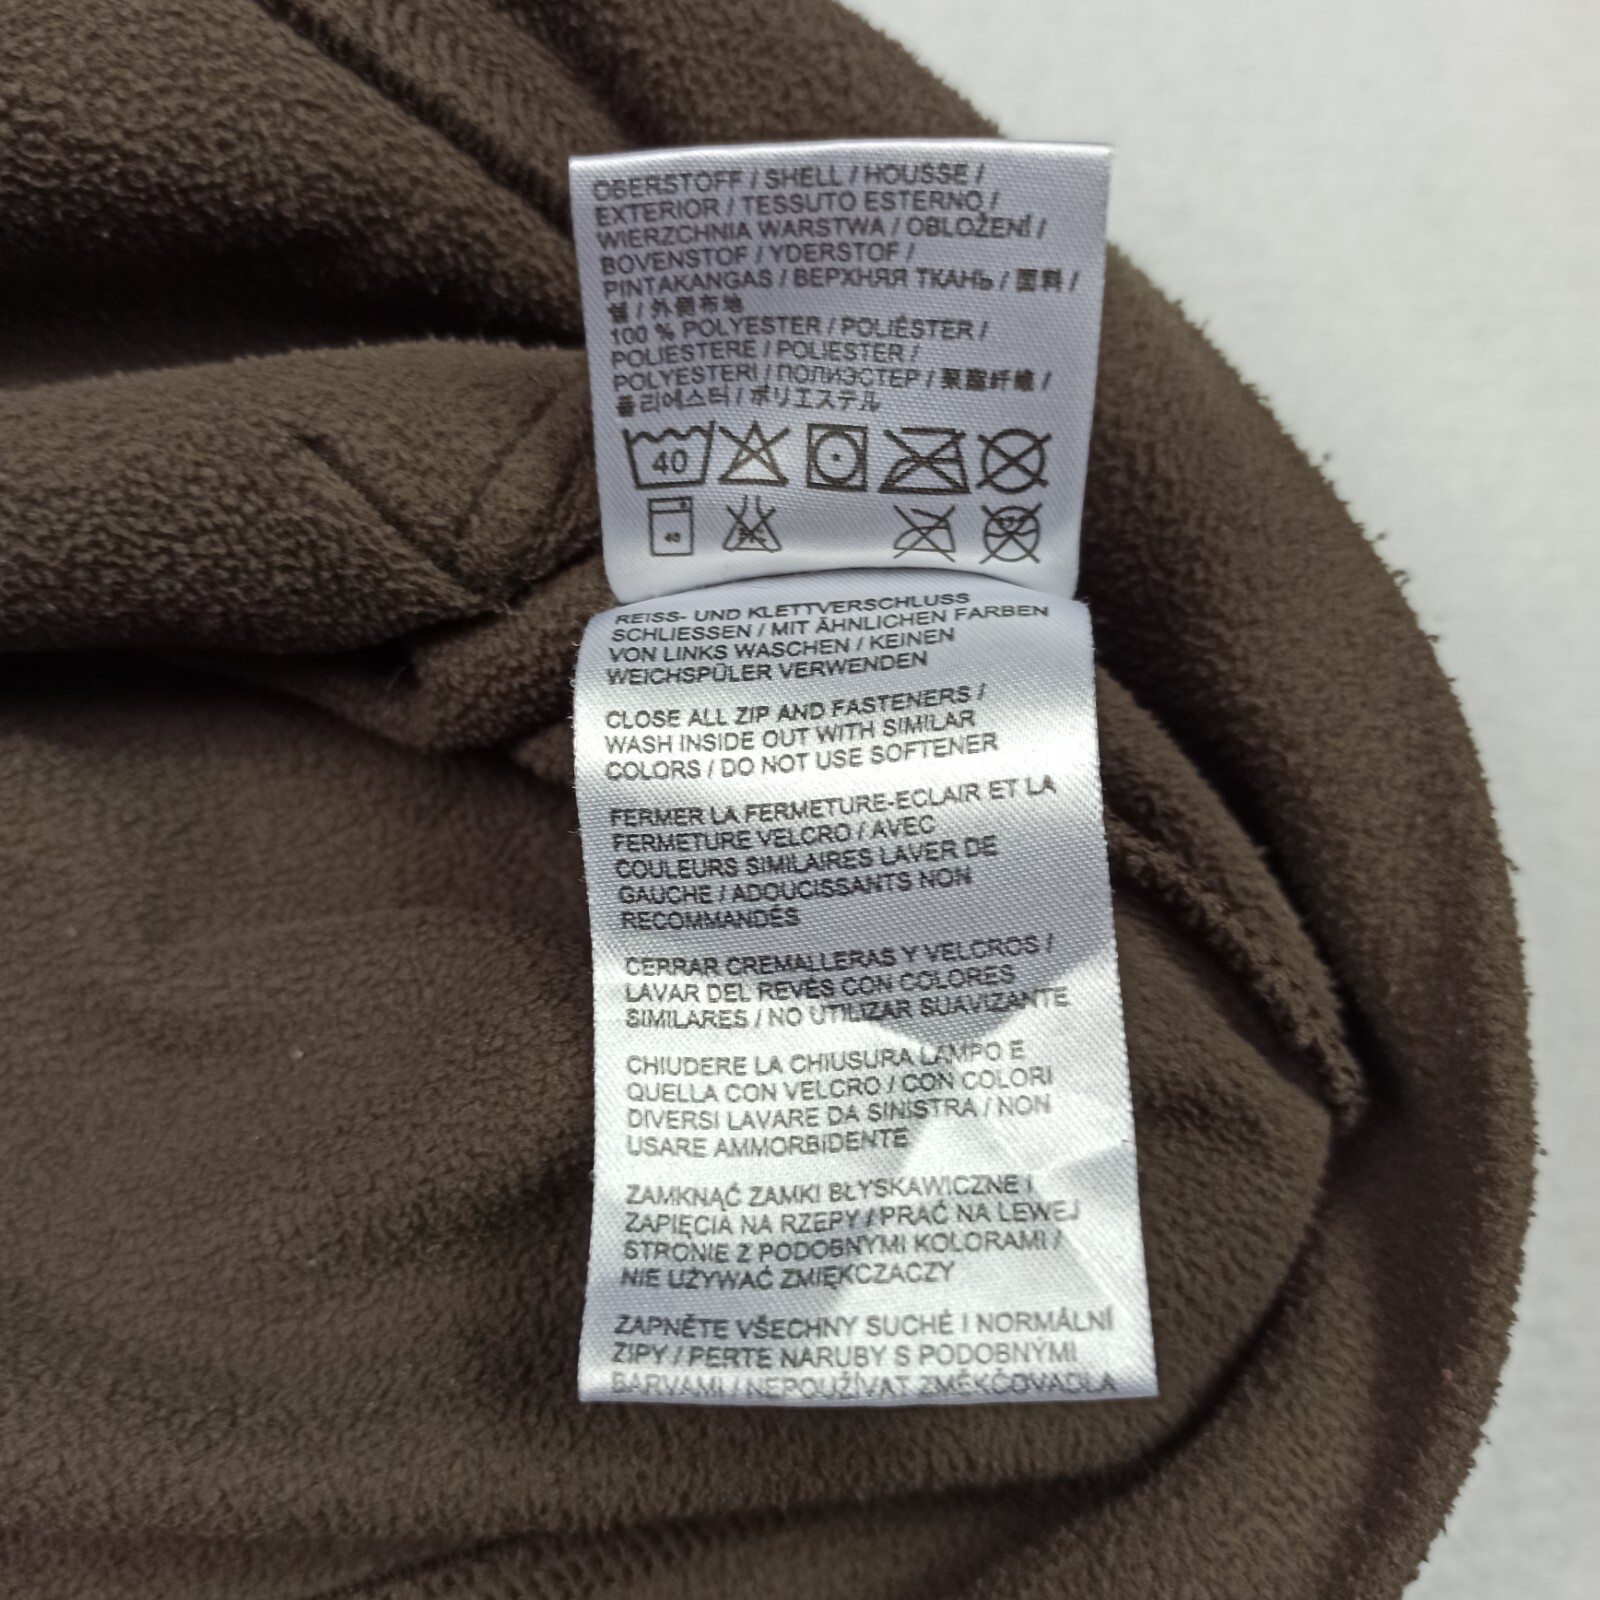 OBERSTOFF / SHELL / HOUSSE /
EXTERIOR / TESSUTO ESTERNO /
WIERZCHNIA WARSTWA / OBLOŽENÍ /
BOVENSTOF / YDERSTOF /
PINTAKANGAS / ВЕРХНЯЯ ТКАНЬ / 面料 /
쉘 / 外側布地
100 % POLYESTER / POLIÉSTER /
POLIESTERE / POLIESTER /
POLYESTERI / ПОЛИЭСТЕР / 聚酯纤维 /
폴리에스터 / ポリエステル
40
40
REISS- UND KLETTVERSCHLUSS
SCHLIESSEN / MIT ÄHNLICHEN FARBEN
VON LINKS WASCHEN / KEINEN
WEICHSPÜLER VERWENDEN
CLOSE ALL ZIP AND FASTENERS /
WASH INSIDE OUT WITH SIMILAR
COLORS / DO NOT USE SOFTENER
FERMER LA FERMETURE-ECLAIR ET LA
FERMETURE VELCRO / AVEC
COULEURS SIMILAIRES LAVER DE
GAUCHE / ADOUCISSANTS NON
RECOMMANDÉS
CERRAR CREMALLERAS Y VELCROS /
LAVAR DEL REVÉS CON COLORES
SIMILARES / NO UTILIZAR SUAVIZANTE
CHIUDERE LA CHIUSURA LAMPO E
QUELLA CON VELCRO / CON COLORI
DIVERSI LAVARE DA SINISTRA / NON
USARE AMMORBIDENTE
ZAMKNĄĆ ZAMKI BŁYSKAWICZNE I
ZAPIĘCIA NA RZEPY / PRAĆ NA LEWEJ
STRONIE Z PODOBNYMI KOLORAMI /
NIE UŻYWAĆ ZMIĘKCZACZY
ZAPNĚTE VŠECHNY SUCHÉ I NORMÁLNÍ
ZIPY / PERTE NARUBY S PODOBNÝMI
BARVAMI / NEPOUŽÍVAT ZMĚKČOVADLA